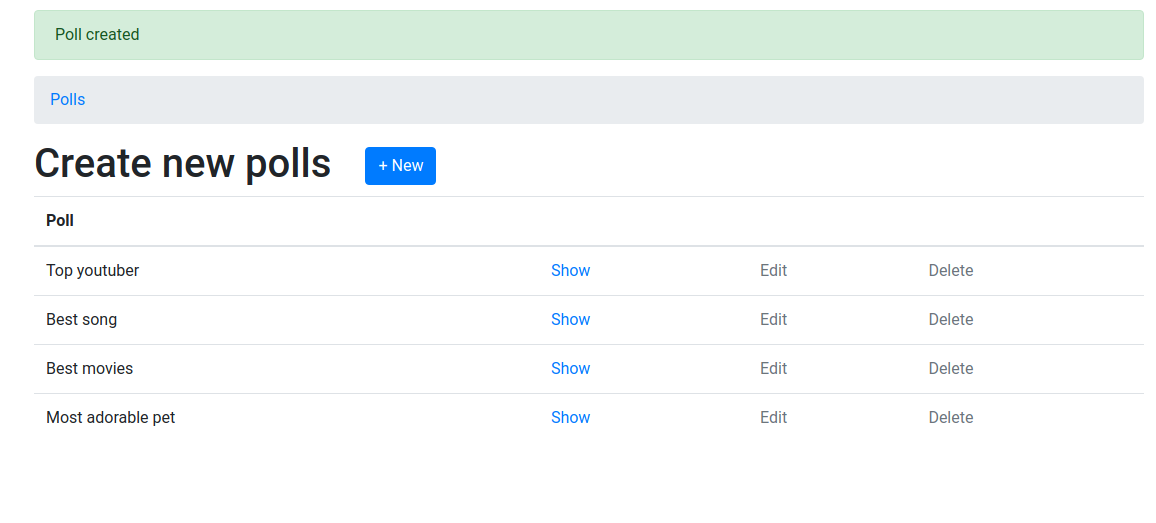 Poll created
Polls
Create new polls + New
Poll
Top youtuber Show Edit Delete
Best song Show Edit Delete
Best movies Show Edit Delete
Most adorable pet Show Edit Delete